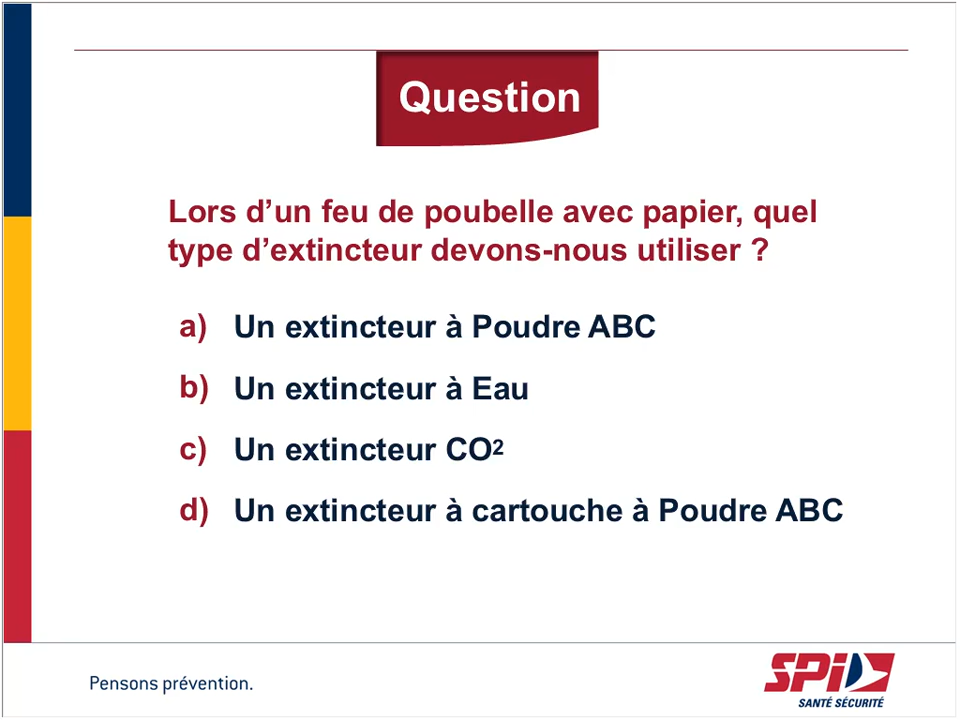 Question
Lors d’un feu de poubelle avec papier, quel
type d’extincteur devons-nous utiliser ?
a) Un extincteur à Poudre ABC
b) Un extincteur à Eau
c) Un extincteur CO2
d) Un extincteur à cartouche à Poudre ABC
Pensons prévention.
SPI
SANTÉ SÉCURITÉ